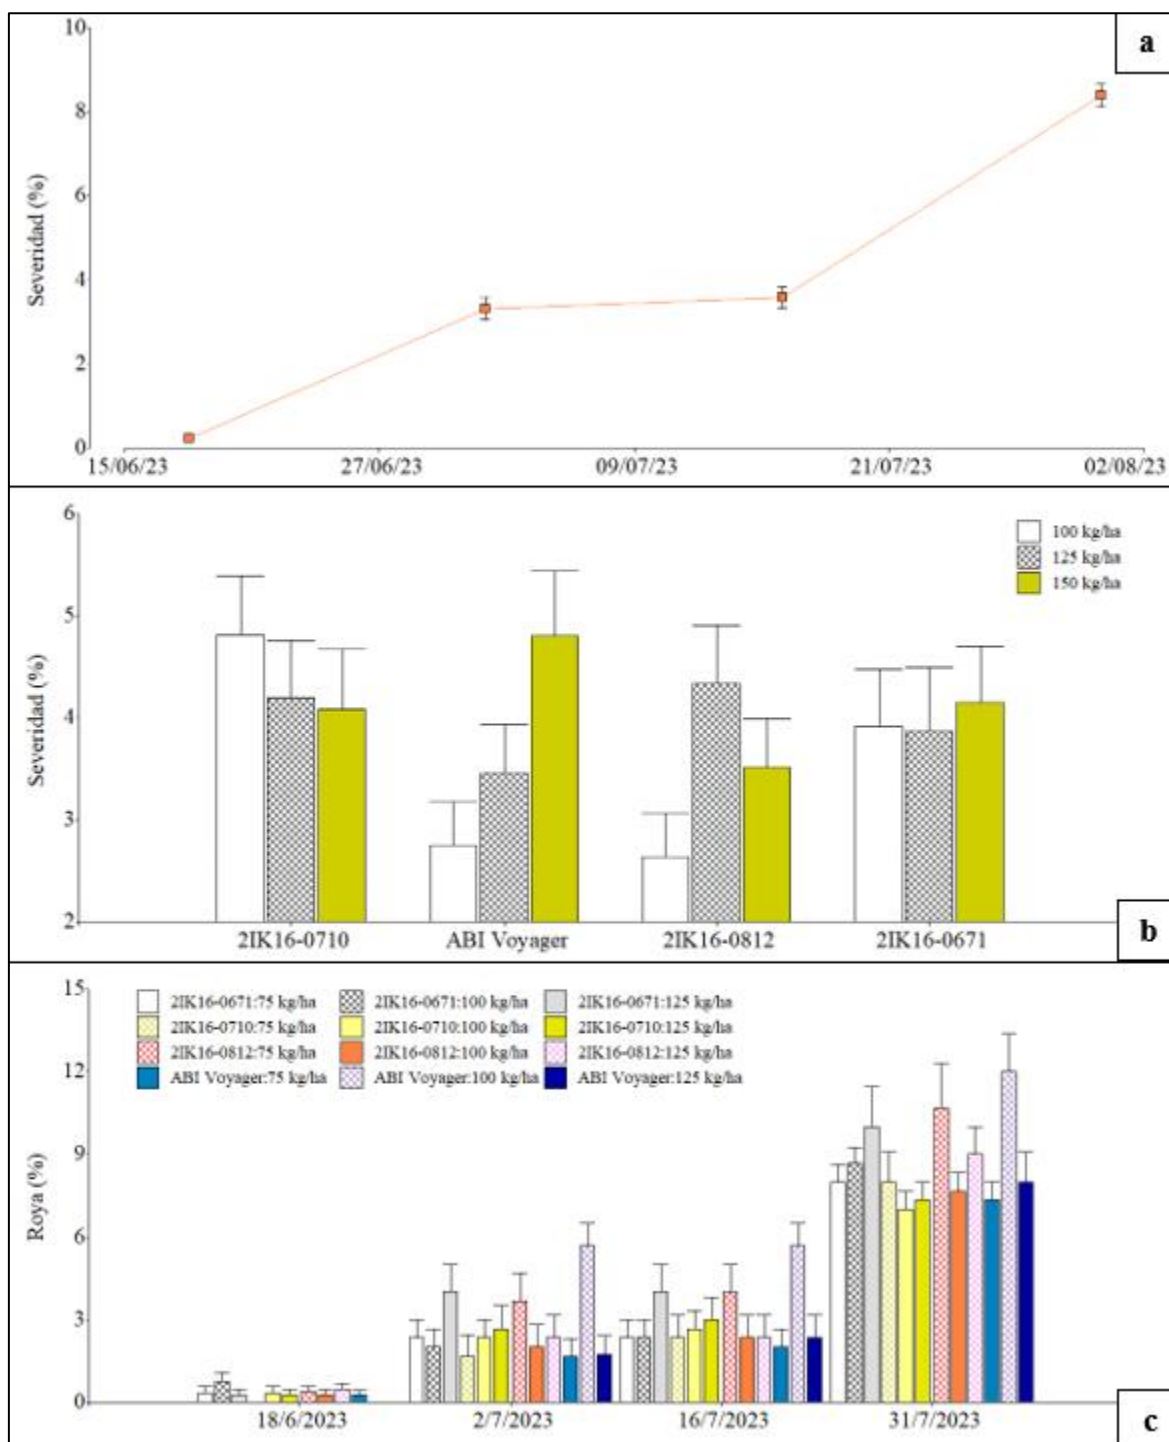 a
10
8
6
4
2
0
Severidad (%)
15/06/23 27/06/23 09/07/23 21/07/23 02/08/23
6
5
4
3
2
Severidad (%)
100 kg/ha
125 kg/ha
150 kg/ha
2IK16-0710 ABI Voyager 2IK16-0812 2IK16-0671
b
15
12
9
6
3
0
Roya (%)
2IK16-0671:75 kg/ha 2IK16-0671:100 kg/ha 2IK16-0671:125 kg/ha
2IK16-0710:75 kg/ha 2IK16-0710:100 kg/ha 2IK16-0710:125 kg/ha
2IK16-0812:75 kg/ha 2IK16-0812:100 kg/ha 2IK16-0812:125 kg/ha
ABI Voyager:75 kg/ha ABI Voyager:100 kg/ha ABI Voyager:125 kg/ha
18/6/2023 2/7/2023 16/7/2023 31/7/2023
c